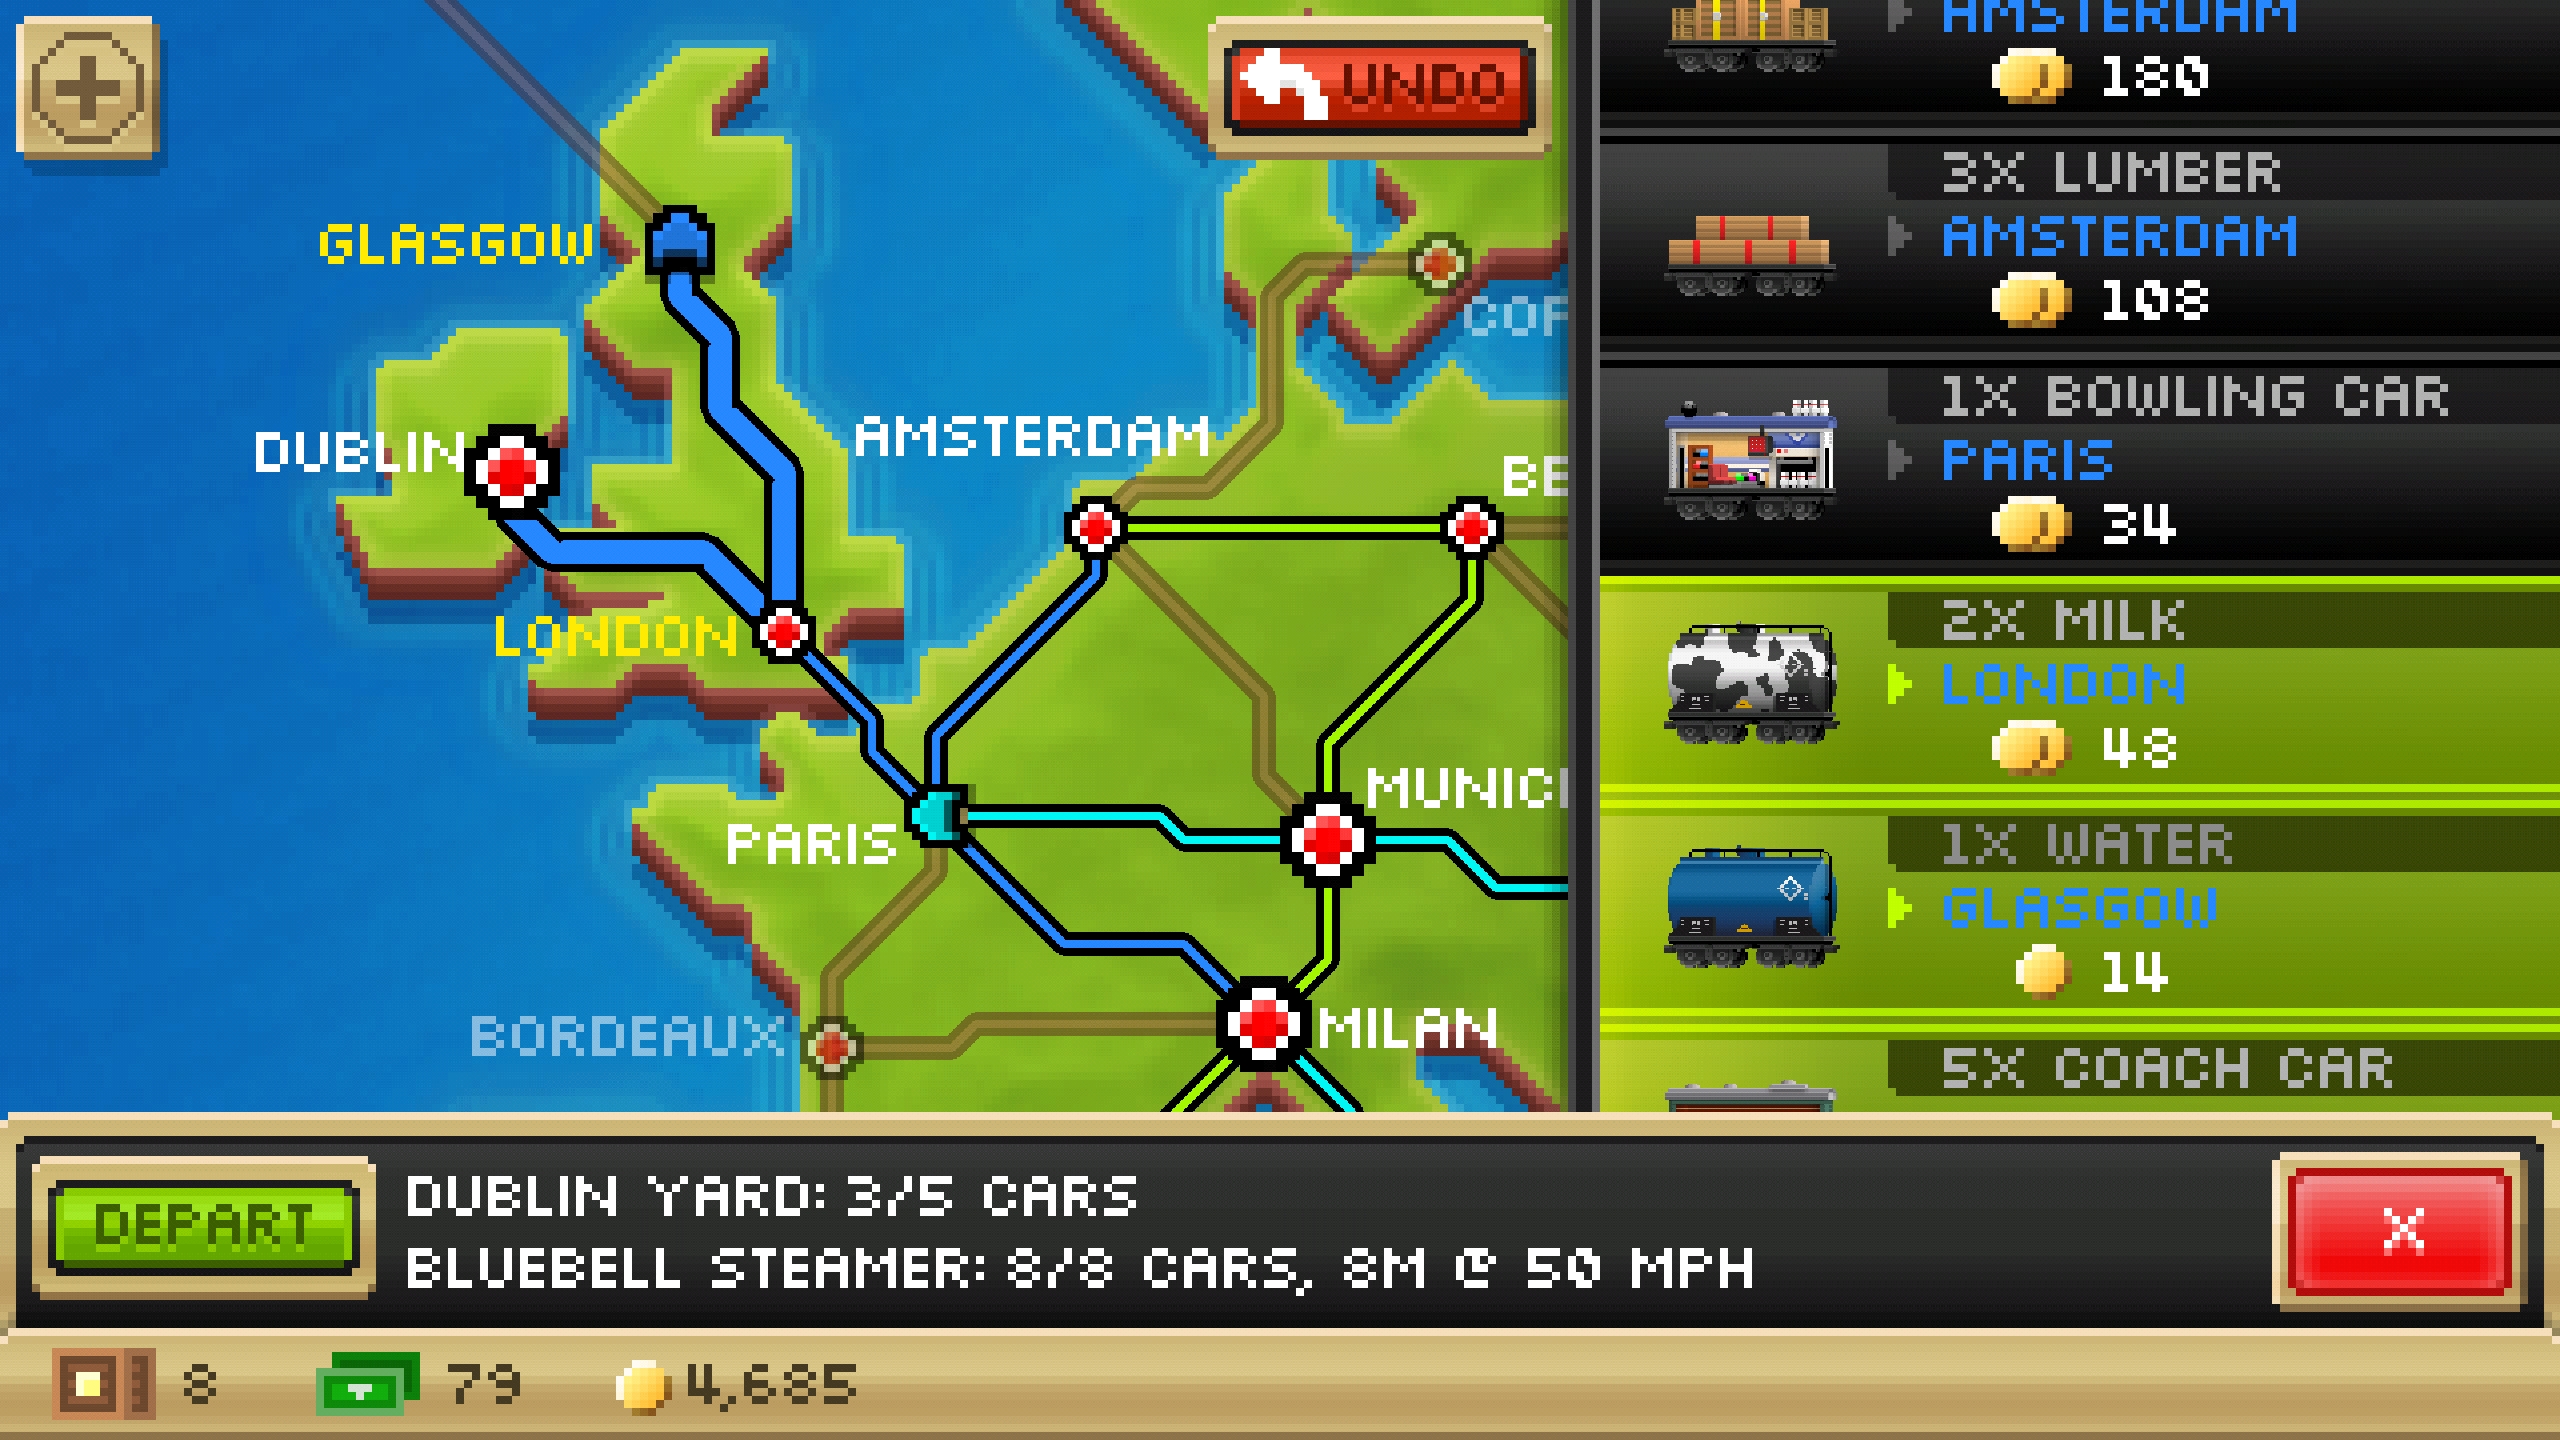 UNDO
GLASGOW
DUBLIN
AMSTERDAM
LONDON
PARIS
BORDEAUX
MILAN
AMSTERDAM
180
3X LUMBER
AMSTERDAM
108
1X BOWLING CAR
PARIS
34
2X MILK
LONDON
48
1X WATER
GLASGOW
14
5X COACH CAR
DEPART
DUBLIN YARD: 3/5 CARS
BLUEBELL STEAMER: 8/8 CARS, 8M @ 50 MPH
X
8
79
4,685